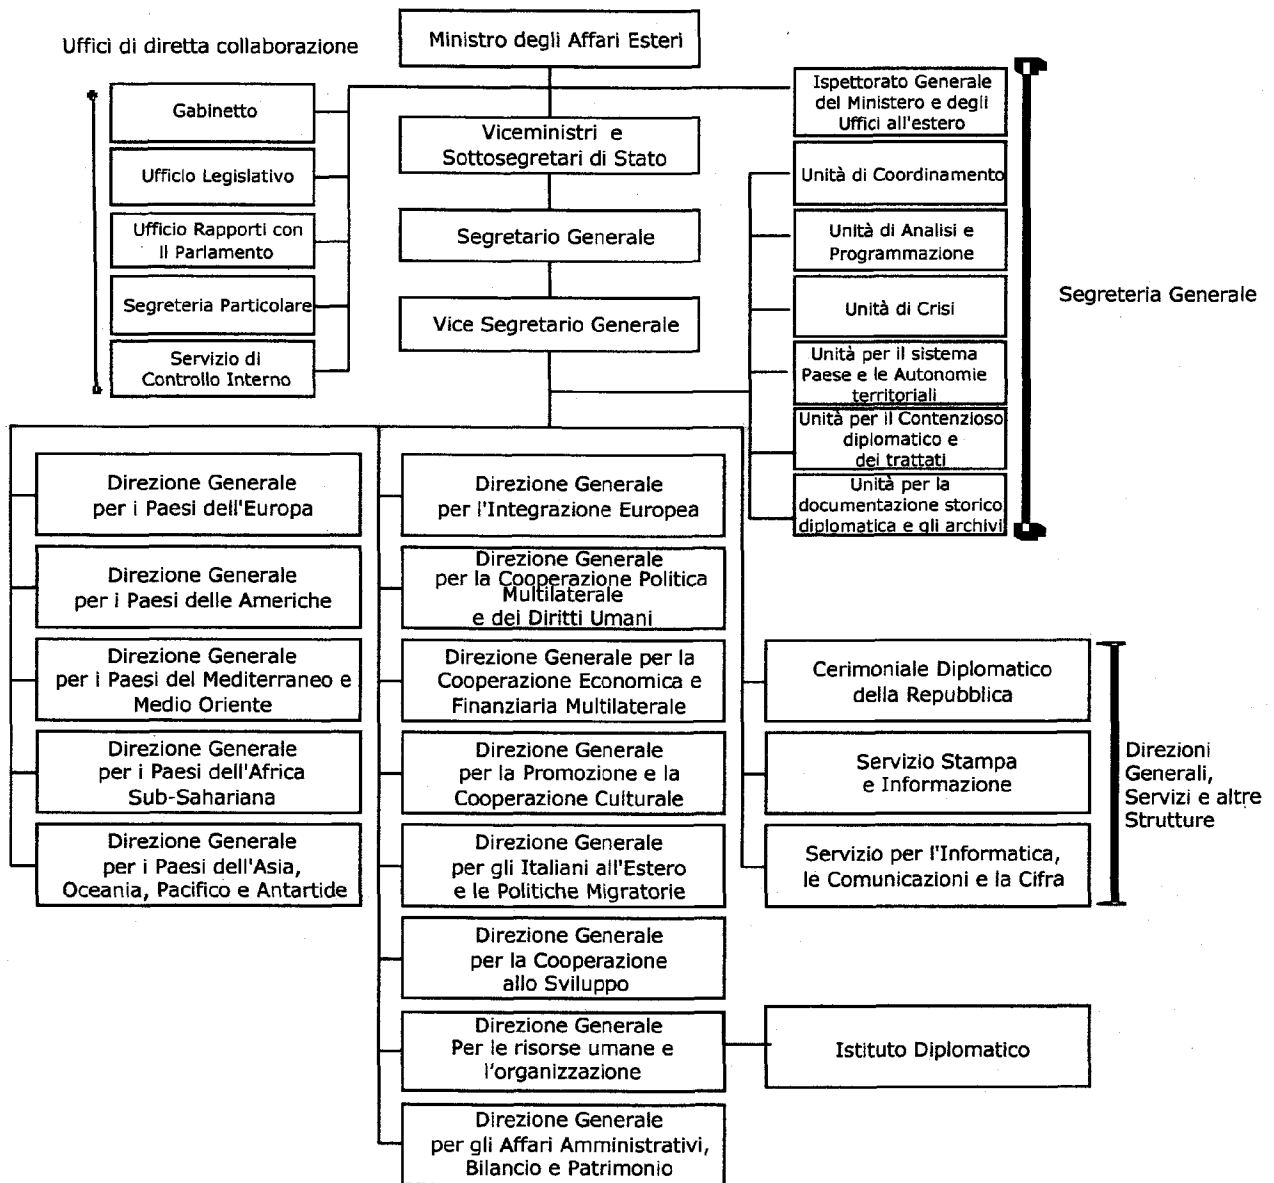 Uffici di diretta collaborazione
Ministro degli Affari Esteri
Gabinetto
Ufficio Legislativo
Ufficio Rapporti con
il Parlamento
Segreteria Particolare
Servizio di
Controllo Interno
Viceministri e
Sottosegretari di Stato
Segretario Generale
Vice Segretario Generale
Ispettorato Generale
del Ministero e degli
Uffici all'estero
Unità di Coordinamento
Unità di Analisi e
Programmazione
Unità di Crisi
Unità per il sistema
Paese e le Autonomie
territoriali
Unità per il Contenzioso
diplomatico e
dei trattati
Unità per la
documentazione storico
diplomatica e gli archivi
Segreteria Generale
Direzione Generale
per i Paesi dell'Europa
Direzione Generale
per i Paesi delle Americhe
Direzione Generale
per i Paesi del Mediterraneo e
Medio Oriente
Direzione Generale
per i Paesi dell'Africa
Sub-Sahariana
Direzione Generale
per i Paesi dell'Asia,
Oceania, Pacifico e Antartide
Direzione Generale
per l'Integrazione Europea
Direzione Generale
per la Cooperazione Politica
Multilaterale
e dei Diritti Umani
Direzione Generale per la
Cooperazione Economica e
Finanziaria Multilaterale
Direzione Generale
per la Promozione e la
Cooperazione Culturale
Direzione Generale
per gli Italiani all'Estero
e le Politiche Migratorie
Direzione Generale
per la Cooperazione
allo Sviluppo
Direzione Generale
Per le risorse umane e
l'organizzazione
Direzione Generale
per gli Affari Amministrativi,
Bilancio e Patrimonio
Cerimoniale Diplomatico
della Repubblica
Servizio Stampa
e Informazione
Servizio per l'Informatica,
le Comunicazioni e la Cifra
Istituto Diplomatico
Direzioni
Generali,
Servizi e altre
Strutture